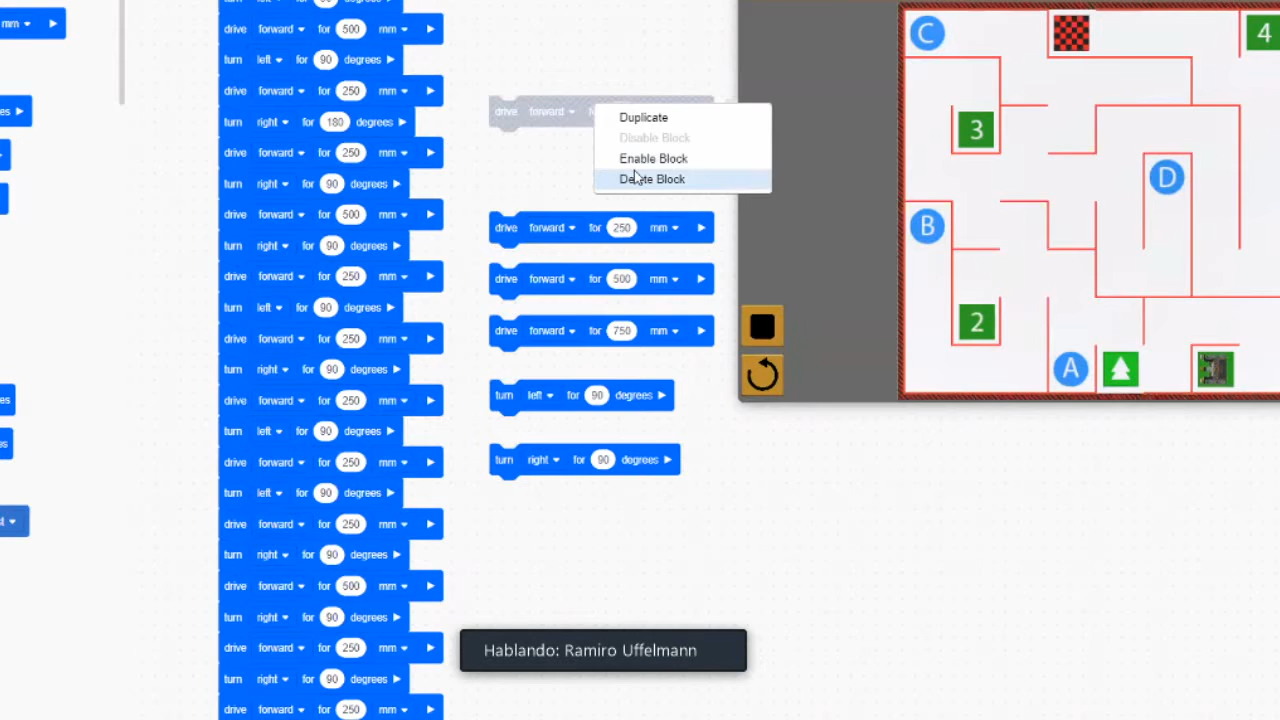 mm
es
es
es
st
drive forward for 500 mm
turn left for 90 degrees
drive forward for 250 mm
turn right for 180 degrees
drive forward for 250 mm
turn right for 90 degrees
drive forward for 500 mm
turn right for 90 degrees
drive forward for 250 mm
turn left for 90 degrees
drive forward for 250 mm
turn right for 90 degrees
drive forward for 250 mm
turn left for 90 degrees
drive forward for 250 mm
turn left for 90 degrees
drive forward for 250 mm
turn right for 90 degrees
drive forward for 500 mm
turn right for 90 degrees
drive forward for 250 mm
turn right for 90 degrees
drive forward for 250 mm
drive forward
Duplicate
Disable Block
Enable Block
Delete Block
drive forward for 250 mm
drive forward for 500 mm
drive forward for 750 mm
turn left for 90 degrees
turn right for 90 degrees
Hablando: Ramiro Uffelmann
C
4
3
D
B
2
A